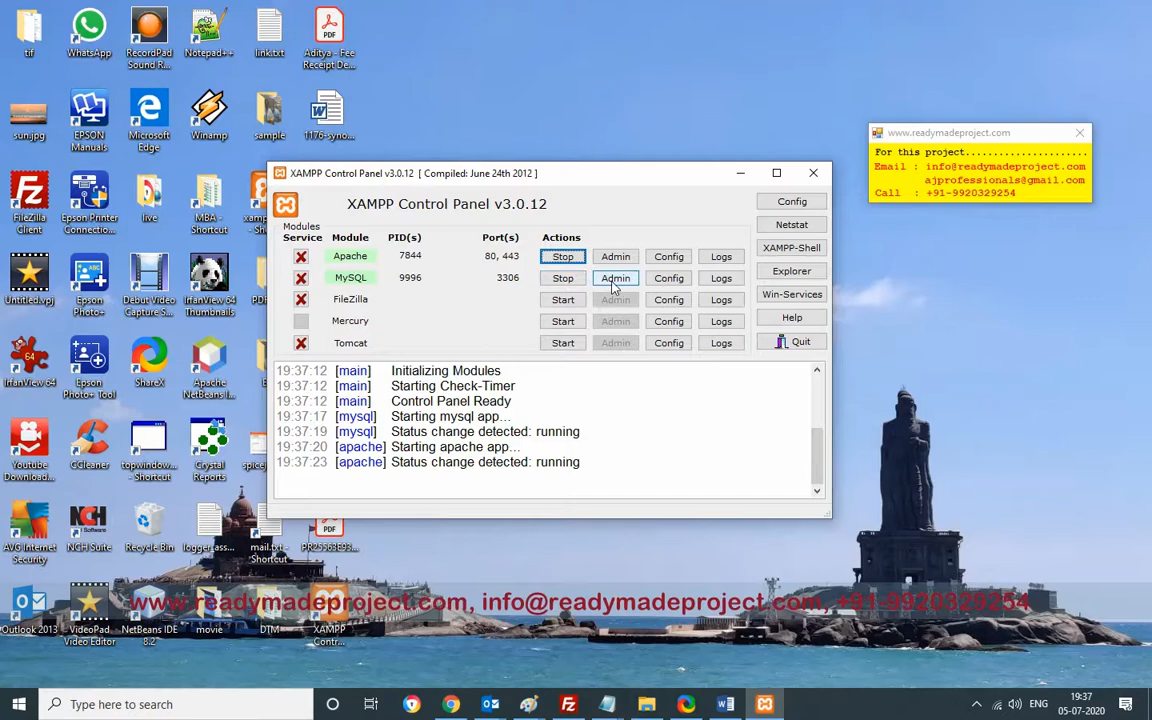 tif
WhatsApp
RecordPad
Sound R...
Notepad++
link.txt
Aditya - Fee
Receipt De...
PDF
sun.jpg
EPSON
Manuals
Microsoft
Edge
Winamp
sample
1176-syno...
FileZilla
Client
Epson Printer
Connection...
live
MBA -
Shortcut
Untitled.vpj
Epson
Photo+
Debut Video
Capture S...
IrfanView 64
Thumbnails
IrfanView 64
Epson
Photo+ Tool
ShareX
Apache
NetBeans I...
Youtube
Download...
CCleaner
topwindow...
- Shortcut
Crystal
Reports
AVG Internet
Security
NCH
NCH Suite
Recycle Bin
logger_ass...
mail.txt -
Shortcut
PDF
Outlook 2013
VideoPad
Video Editor
NetBeans IDE
8.2
movie
DTM
XAMPP
Contr...
XAMPP Control Panel v3.0.12 [ Compiled: June 24th 2012 ]
XAMPP Control Panel v3.0.12
Config
Modules
Service Module PID(s) Port(s) Actions
Netstat
Apache 7844 80, 443 Stop Admin Config Logs
XAMPP-Shell
MySQL 9996 3306 Stop Admin Config Logs
Explorer
FileZilla Start Admin Config Logs
Win-Services
Mercury Start Admin Config Logs
Help
Tomcat Start Admin Config Logs
Quit
19:37:12 [main] Initializing Modules
19:37:12 [main] Starting Check-Timer
19:37:12 [main] Control Panel Ready
19:37:17 [mysql] Starting mysql app...
19:37:19 [mysql] Status change detected: running
19:37:20 [apache] Starting apache app...
19:37:23 [apache] Status change detected: running
www.readymadeproject.com
For this project......................
Email : info@readymadeproject.com
ajprofessionals@gmail.com
Call : +91-9920329254
www.readymadeproject.com, info@readymadeproject.com, +91-9920329254
Type here to search
ENG
19:37
05-07-2020